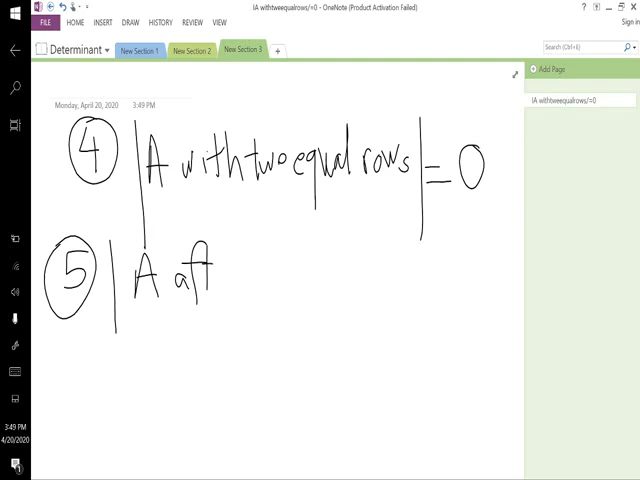 IA withtweequalrows/=0 - OneNote (Product Activation Failed)
FILE HOME INSERT DRAW HISTORY REVIEW VIEW
Sign in
Determinant
New Section 1 New Section 2 New Section 3 +
Search (Ctrl+E)
Add Page
IA withtweequalrows/=0
Monday, April 20, 2020 3:49 PM
4 |A with two equal rows| = 0
5 |A aft
3:49 PM
4/20/2020
1